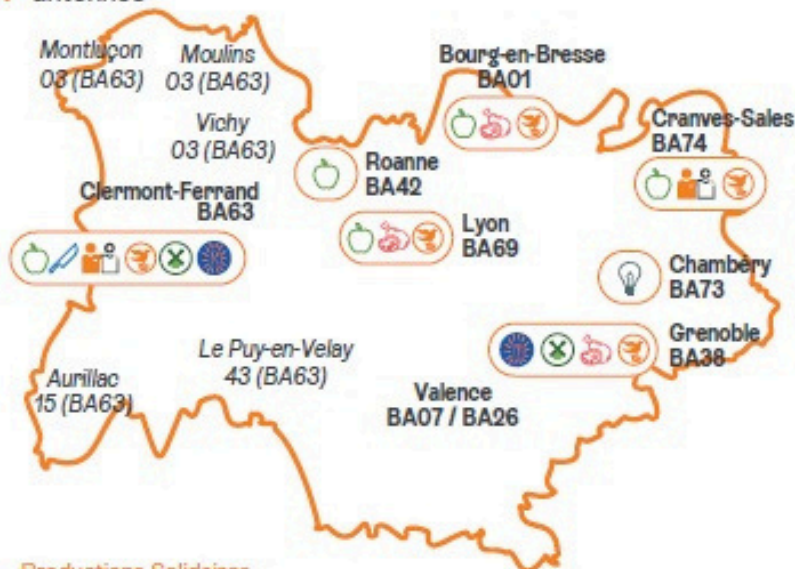 antennes
Montluçon
03 (BA63)
Moulins
03 (BA63)
Vichy
03 (BA63)
Bourg-en-Bresse
BA01
Cranves-Sales
BA74
Roanne
BA42
Clermont-Ferrand
BA63
Lyon
BA69
Chambéry
BA73
Grenoble
BA38
Le Puy-en-Velay
43 (BA63)
Aurillac
15 (BA63)
Valence
BA07 / BA26
Productions Solidaires